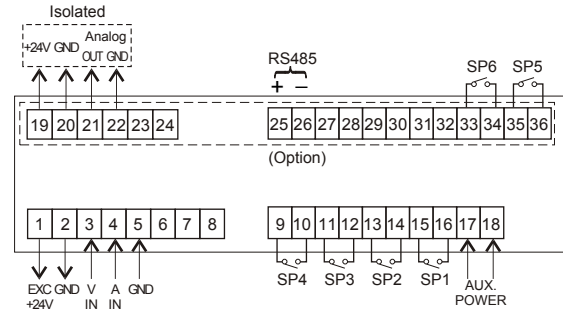 Isolated
Analog
+24V GND OUT GND
RS485
+ −
SP6 SP5
19 20 21 22 23 24
25 26 27 28 29 30 31 32 33 34 35 36
(Option)
1 2 3 4 5 6 7 8
9 10 11 12 13 14 15 16 17 18
SP4 SP3 SP2 SP1
EXC GND V A GND
+24V IN IN
AUX.
POWER